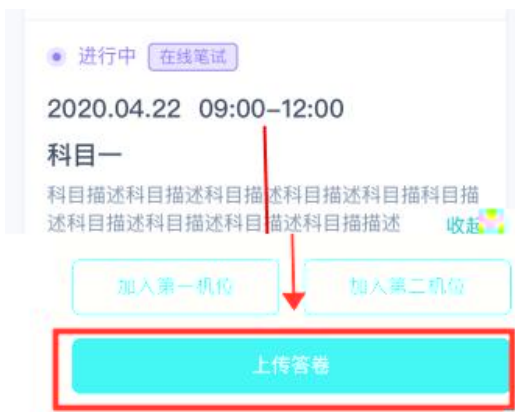 进行中 在线笔试
2020.04.22 09:00-12:00
科目一
科目描述科目描述科目描述科目描述科目描科目描
述科目描述科目描述科目描述科目描描述 收起
加入第一机位 加入第二机位
上传答卷